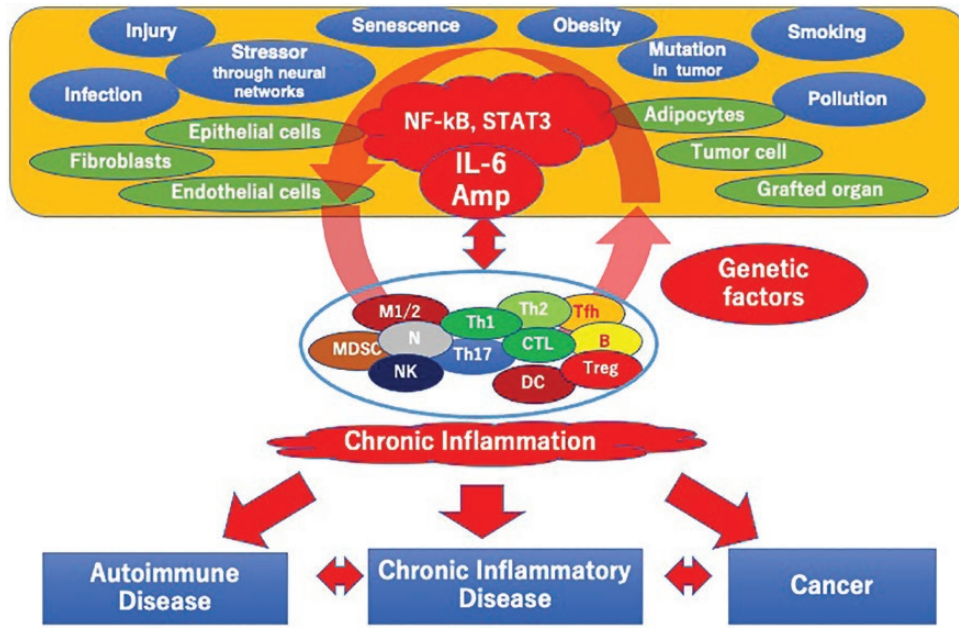 Injury
Senescence
Obesity
Smoking
Stressor
through neural
networks
Mutation
in tumor
Infection
Pollution
NF-kB, STAT3
Adipocytes
Epithelial cells
Fibroblasts
Tumor cell
IL-6
Amp
Endothelial cells
Grafted organ
Genetic
factors
M1/2
Th2
Tfh
Th1
N
CTL
B
MDSC
Th17
Treg
NK
DC
Chronic Inflammation
Autoimmune
Disease
Chronic Inflammatory
Disease
Cancer